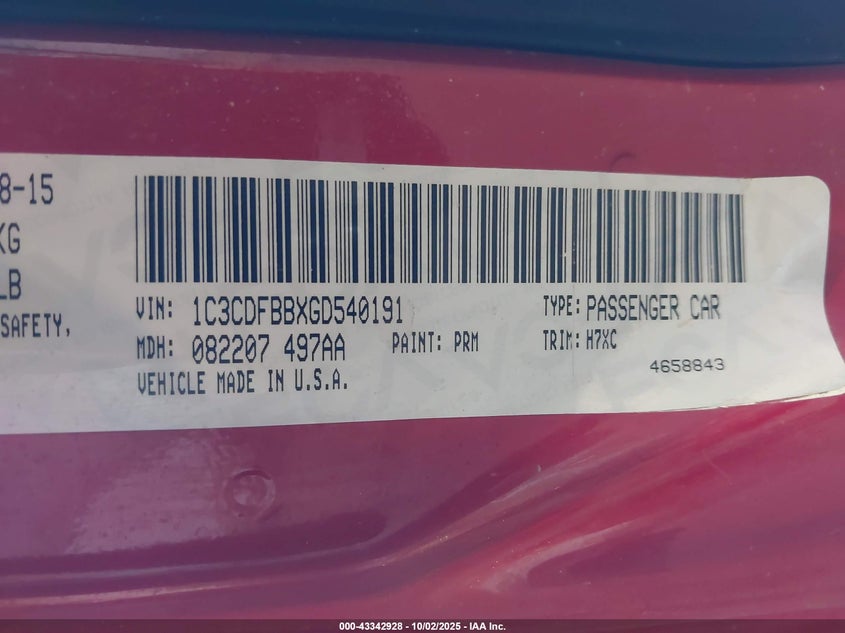 8-15
KG
LB
SAFETY,
VIN: 1C3CDFBBXGD540191 TYPE: PASSENGER CAR
MDH: 082207 497AA PAINT: PRM TRIM: H7XC
VEHICLE MADE IN U.S.A. 4658843
000-43342928 - 10/02/2025 - IAA Inc.